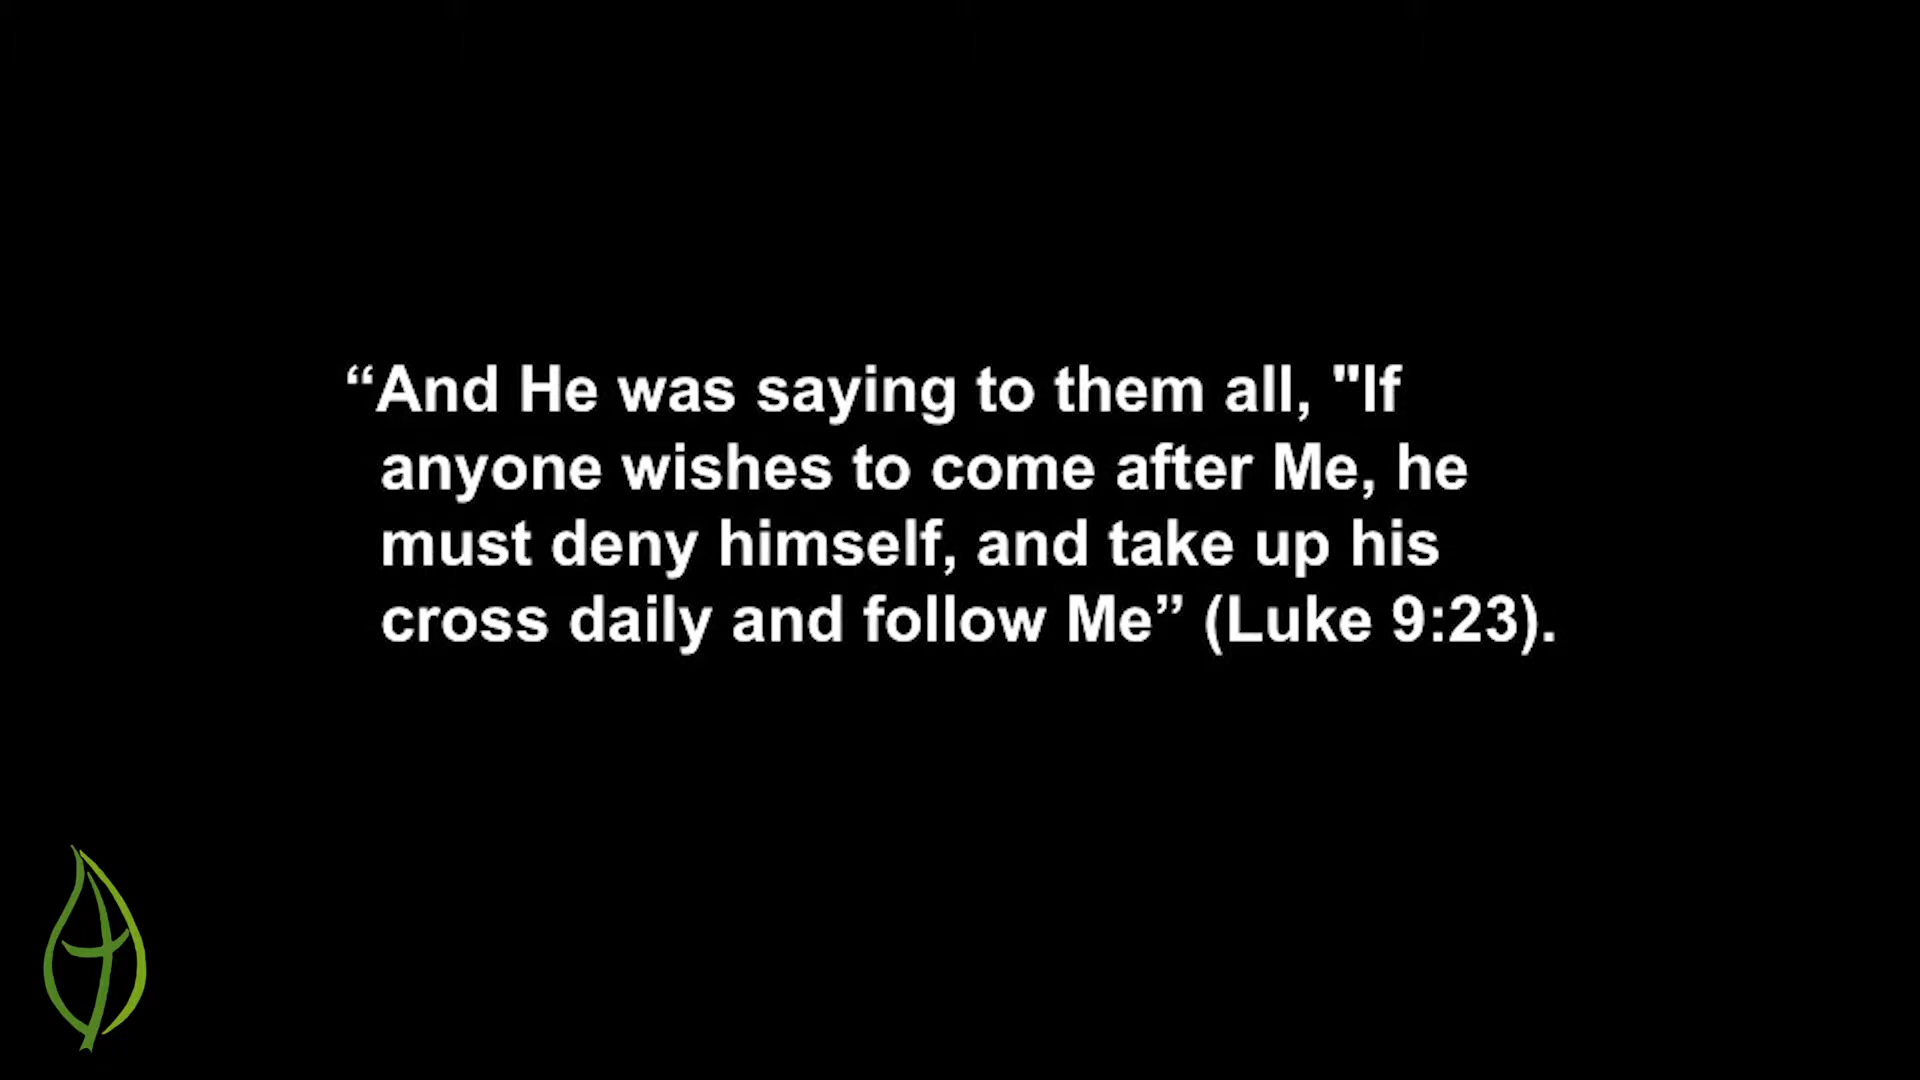 “And He was saying to them all, "If
anyone wishes to come after Me, he
must deny himself, and take up his
cross daily and follow Me” (Luke 9:23).